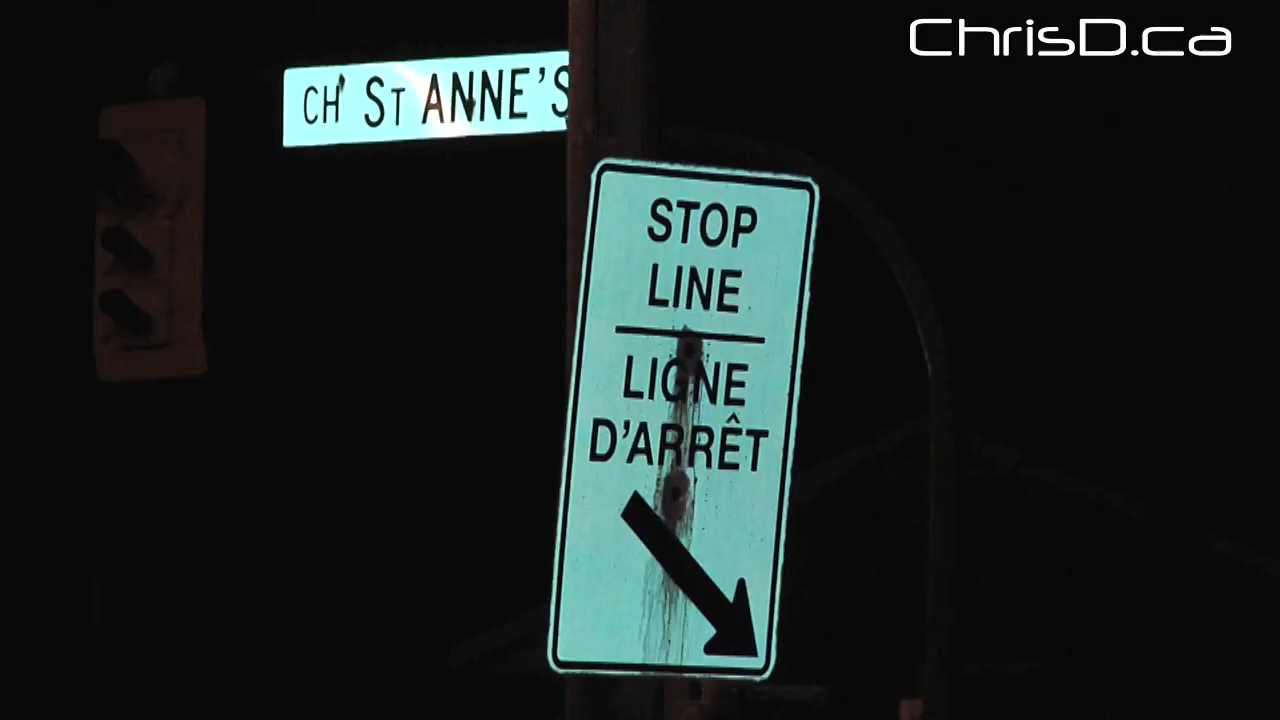 ChrisD.ca
CH ST ANNE'S
STOP
LINE
LIGNE
D'ARRÊT